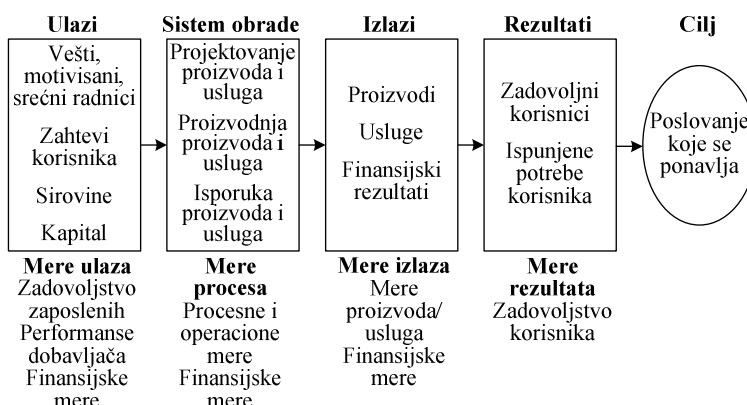 Ulazi
Vešti,
motivisani,
srećni radnici
Zahtevi
korisnika
Sirovine
Kapital
Mere ulaza
Zadovoljstvo
zaposlenih
Performanse
dobavljača
Finansijske
mere
Sistem obrade
Projektovanje
proizvoda i
usluga
Proizvodnja
proizvoda i
usluga
Isporuka
proizvoda i
usluga
Mere
procesa
Procesne i
operacione
mere
Finansijske
mere
Izlazi
Proizvodi
Usluge
Finansijski
rezultati
Mere izlaza
Mere
proizvoda/
usluga
Finansijske
mere
Rezultati
Zadovoljni
korisnici
Ispunjene
potrebe
korisnika
Mere
rezultata
Zadovoljstvo
korisnika
Cilj
Poslovanje
koje se
ponavlja